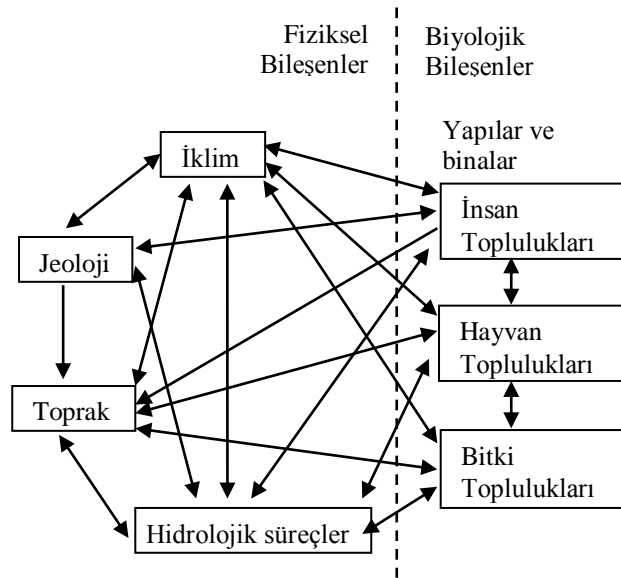 Fiziksel
Bileşenler
Biyolojik
Bileşenler
Yapılar ve
binalar
İklim
İnsan
Toplulukları
Jeoloji
Hayvan
Toplulukları
Toprak
Bitki
Toplulukları
Hidrolojik süreçler